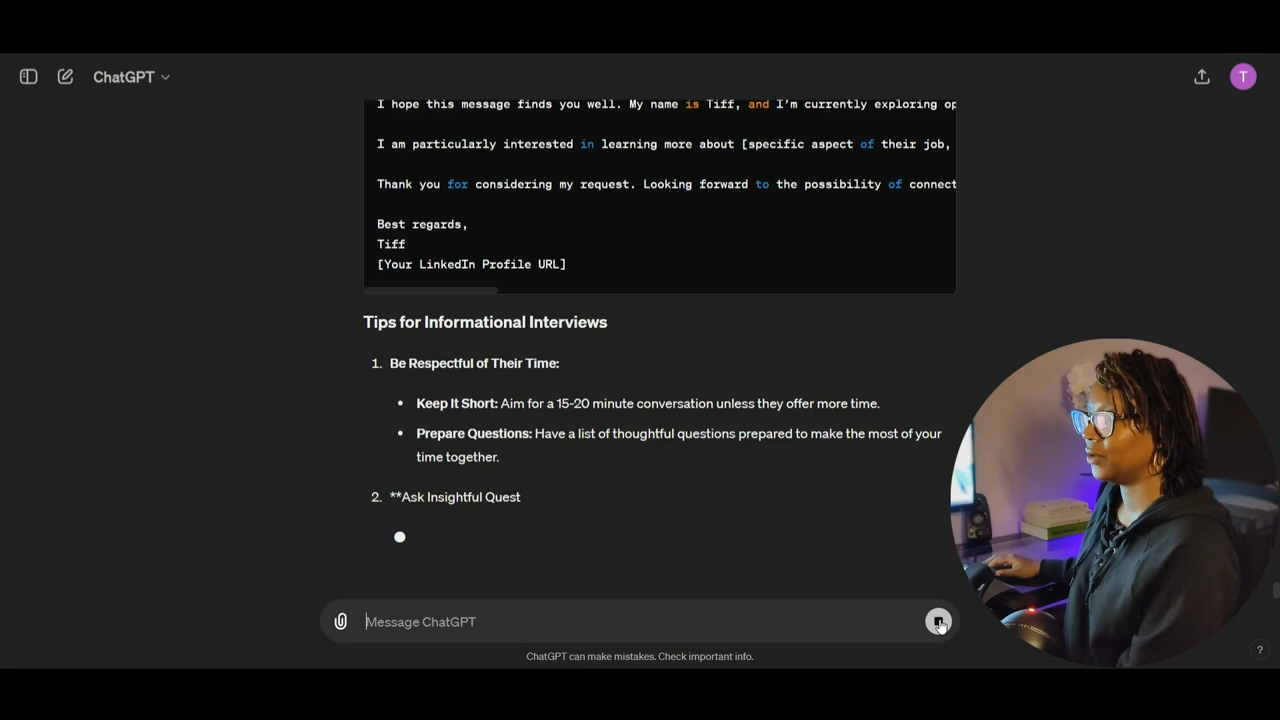 ChatGPT
T
I hope this message finds you well. My name is Tiff, and I'm currently exploring op
I am particularly interested in learning more about [specific aspect of their job,
Thank you for considering my request. Looking forward to the possibility of connect
Best regards,
Tiff
[Your LinkedIn Profile URL]
Tips for Informational Interviews
1. Be Respectful of Their Time:
• Keep It Short: Aim for a 15-20 minute conversation unless they offer more time.
• Prepare Questions: Have a list of thoughtful questions prepared to make the most of your
time together.
2. **Ask Insightful Quest
Message ChatGPT
ChatGPT can make mistakes. Check important info.
?